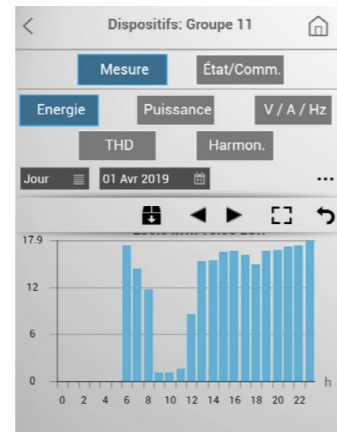 Dispositifs: Groupe 11
Mesure État/Comm.
Energie Puissance V / A / Hz
THD Harmon.
Jour 01 Avr 2019 ...
17.9
12
6
0
h
0 2 4 6 8 10 12 14 16 18 20 22